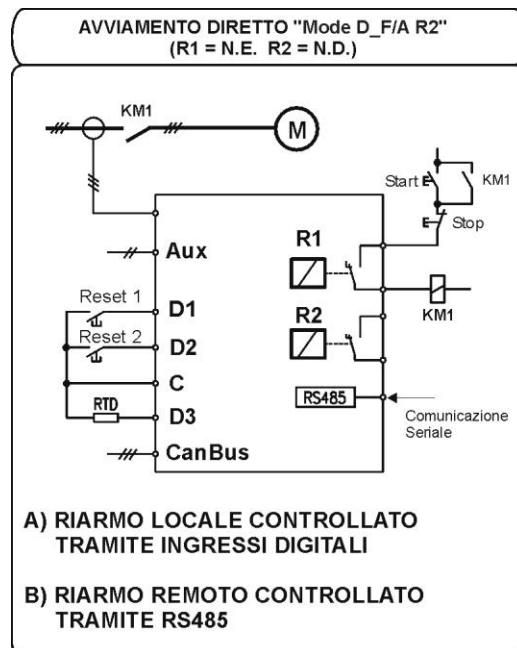 AVVIAMENTO DIRETTO "Mode D_F/A R2"
(R1 = N.E. R2 = N.D.)
KM1
M
Start
KM1
Stop
Aux
R1
Reset 1
D1
KM1
Reset 2
D2
R2
C
RTD
D3
RS485
Comunicazione
Seriale
CanBus
A) RIARMO LOCALE CONTROLLATO
TRAMITE INGRESSI DIGITALI
B) RIARMO REMOTO CONTROLLATO
TRAMITE RS485